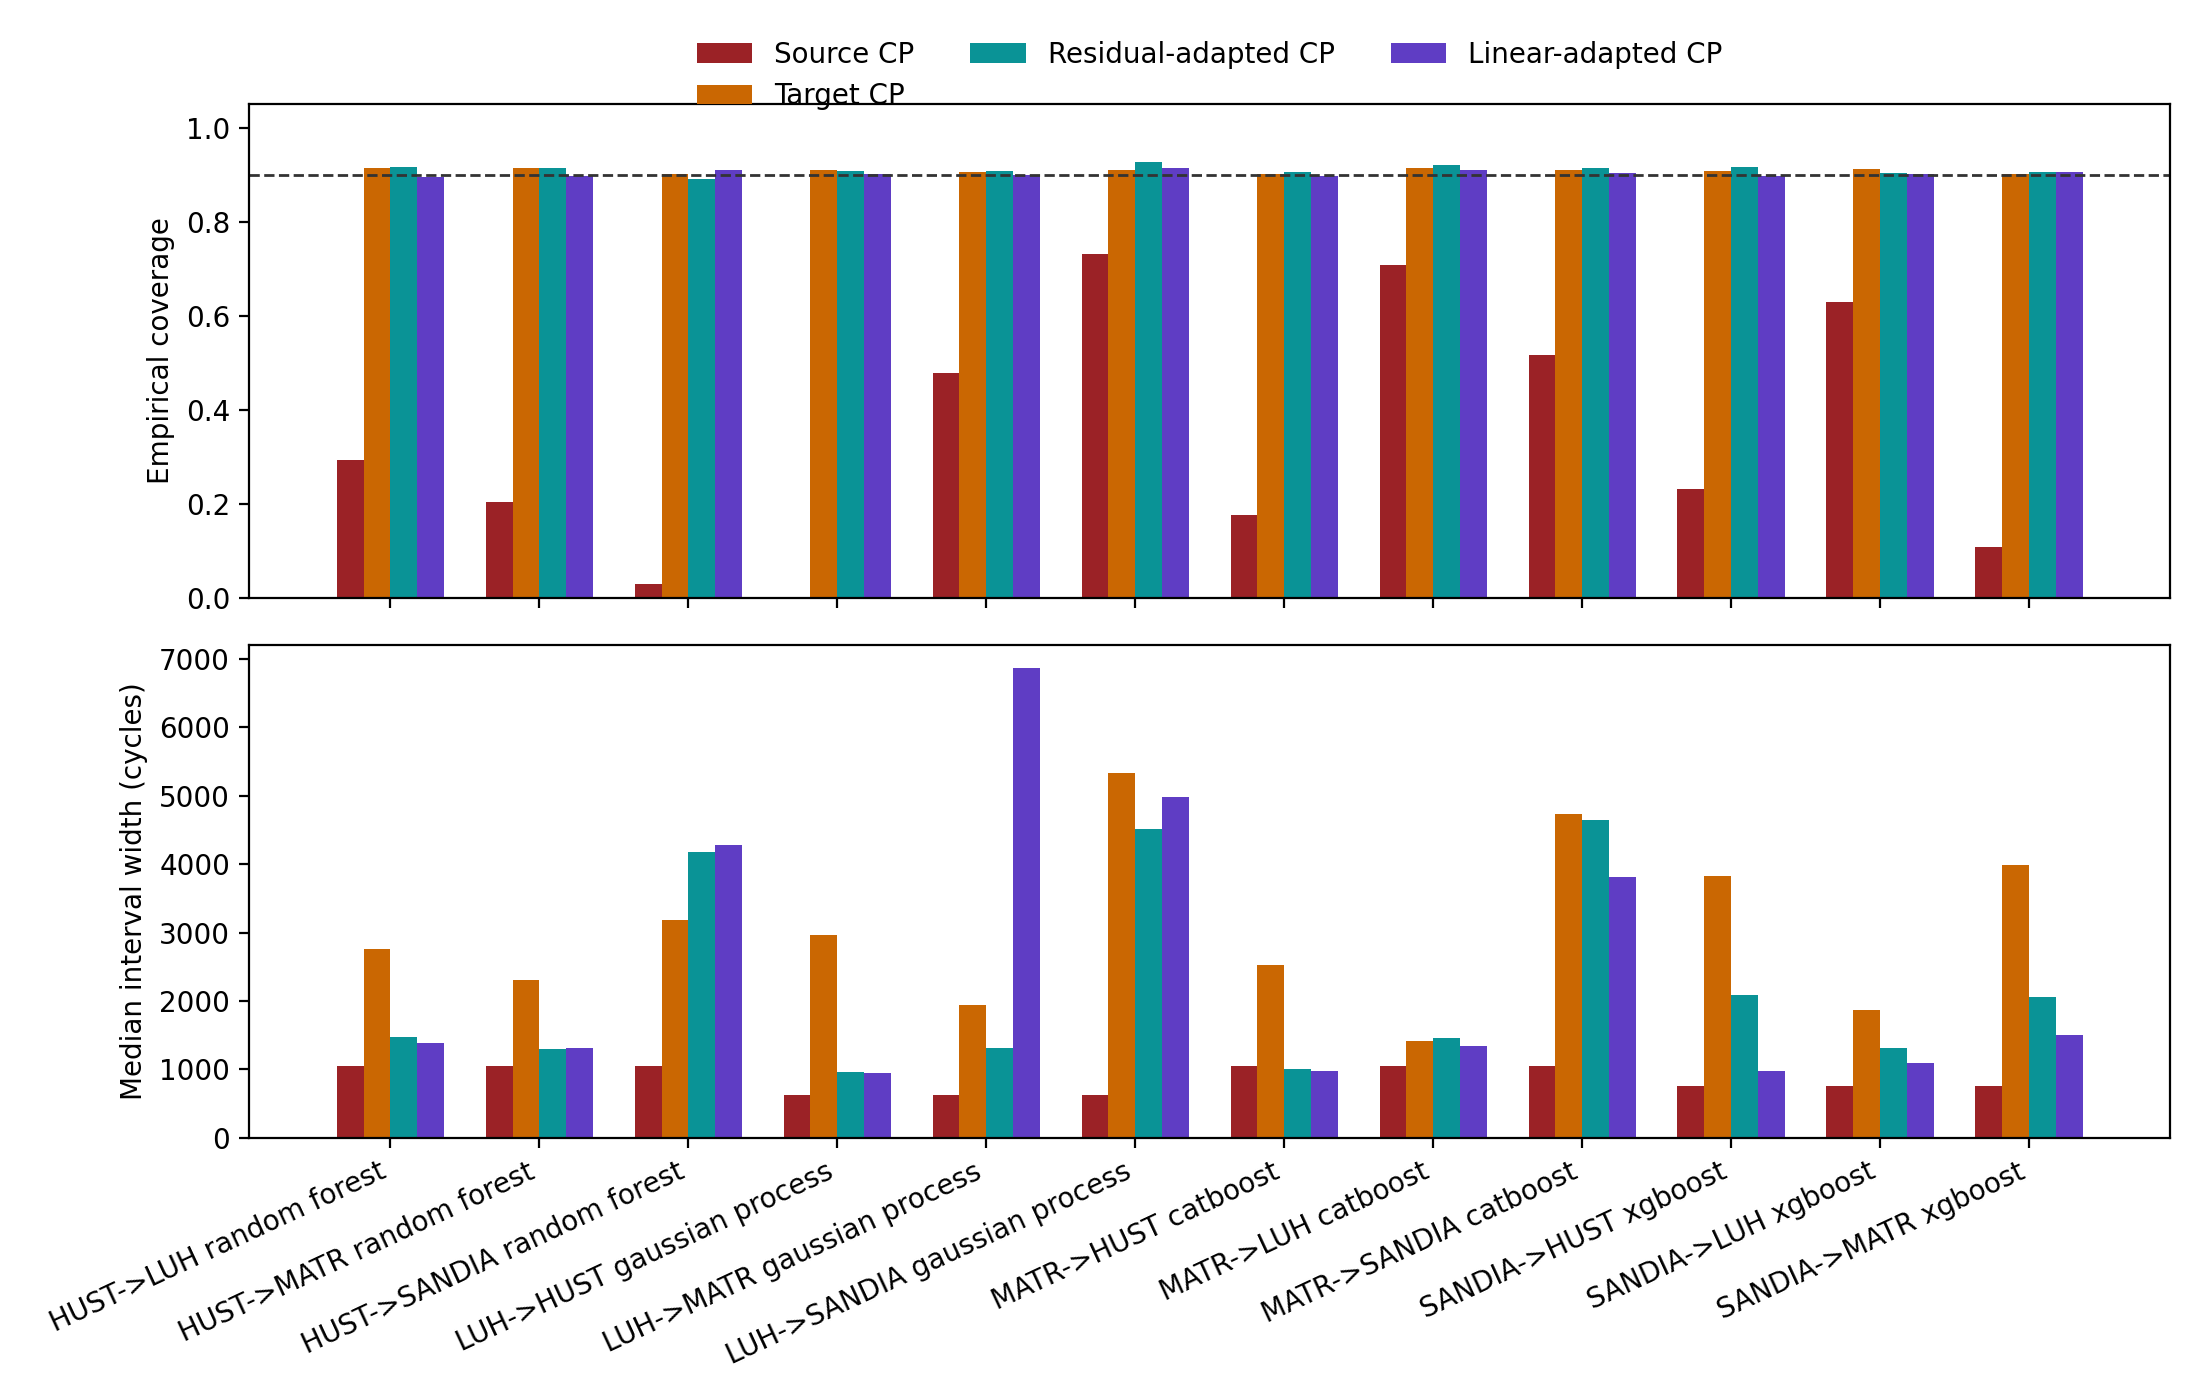 Source CP
Target CP
Residual-adapted CP
Linear-adapted CP
Empirical coverage
1.0
0.8
0.6
0.4
0.2
0.0
Median interval width (cycles)
7000
6000
5000
4000
3000
2000
1000
0
HUST->LUH random forest
HUST->MATR random forest
HUST->SANDIA random forest
LUH->HUST gaussian process
LUH->MATR gaussian process
LUH->SANDIA gaussian process
MATR->HUST catboost
MATR->LUH catboost
MATR->SANDIA catboost
SANDIA->HUST xgboost
SANDIA->LUH xgboost
SANDIA->MATR xgboost